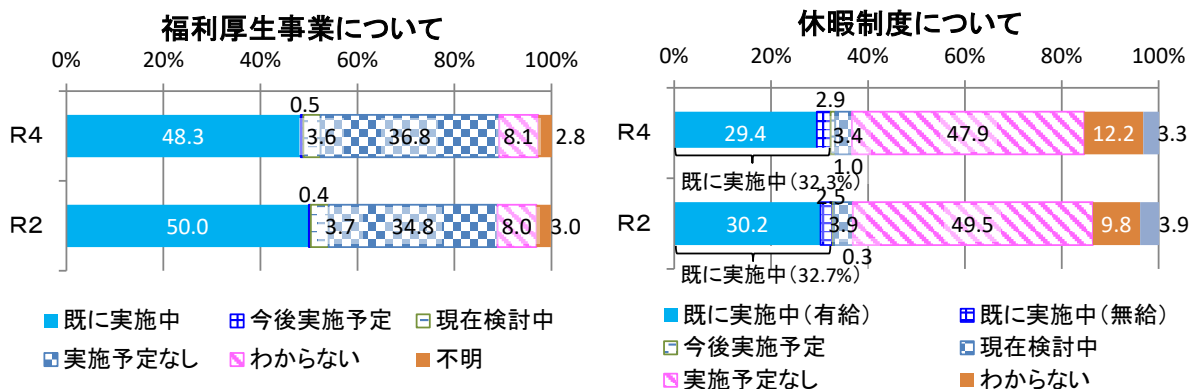 福利厚生事業について
0% 20% 40% 60% 80% 100%
0.5
R4 48.3 3.6 36.8 8.1 2.8
0.4
R2 50.0 3.7 34.8 8.0 3.0
■既に実施中 今後実施予定 現在検討中
実施予定なし わからない ■不明
休暇制度について
0% 20% 40% 60% 80% 100%
2.9
R4 29.4 3.4 47.9 12.2 3.3
既に実施中(32.3%) 1.0
2.5
R2 30.2 3.9 49.5 9.8 3.9
既に実施中(32.7%) 0.3
■既に実施中(有給) 既に実施中(無給)
今後実施予定 現在検討中
実施予定なし ■わからない